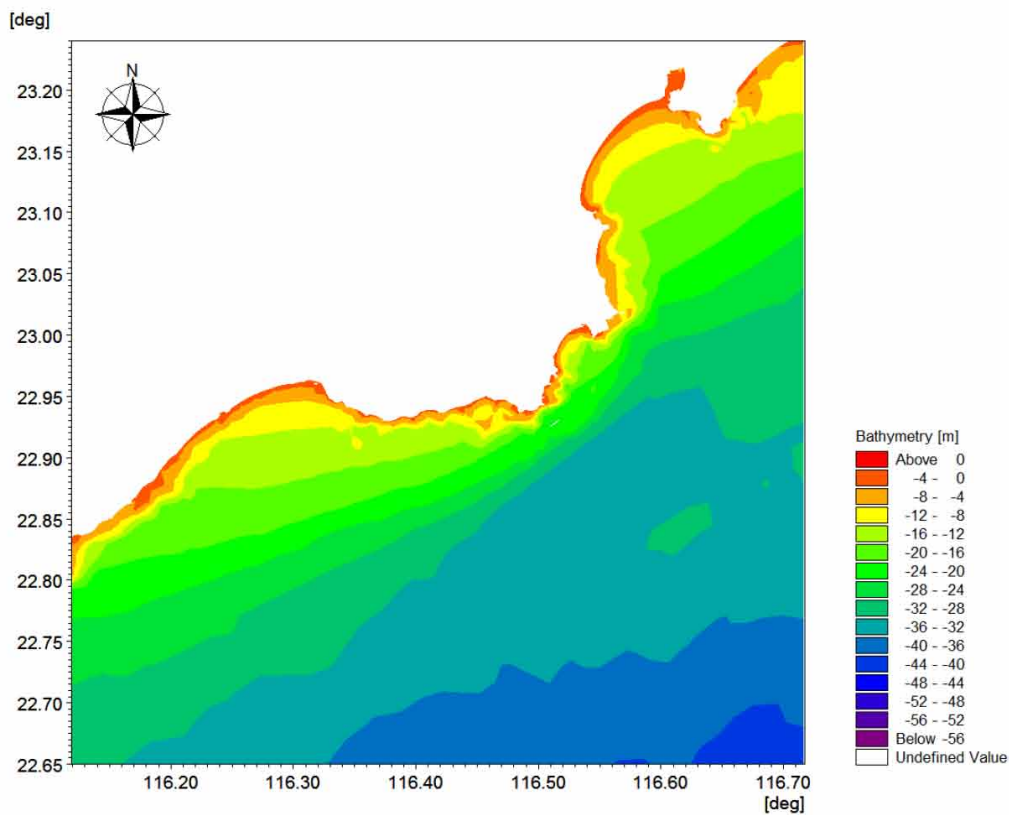 [deg]
N
23.20
23.15
23.10
23.05
23.00
22.95
22.90
22.85
22.80
22.75
22.70
22.65
116.20 116.30 116.40 116.50 116.60 116.70
[deg]
Bathymetry [m]
Above 0
-4 - 0
-8 - -4
-12 - -8
-16 - -12
-20 - -16
-24 - -20
-28 - -24
-32 - -28
-36 - -32
-40 - -36
-44 - -40
-48 - -44
-52 - -48
-56 - -52
Below -56
Undefined Value